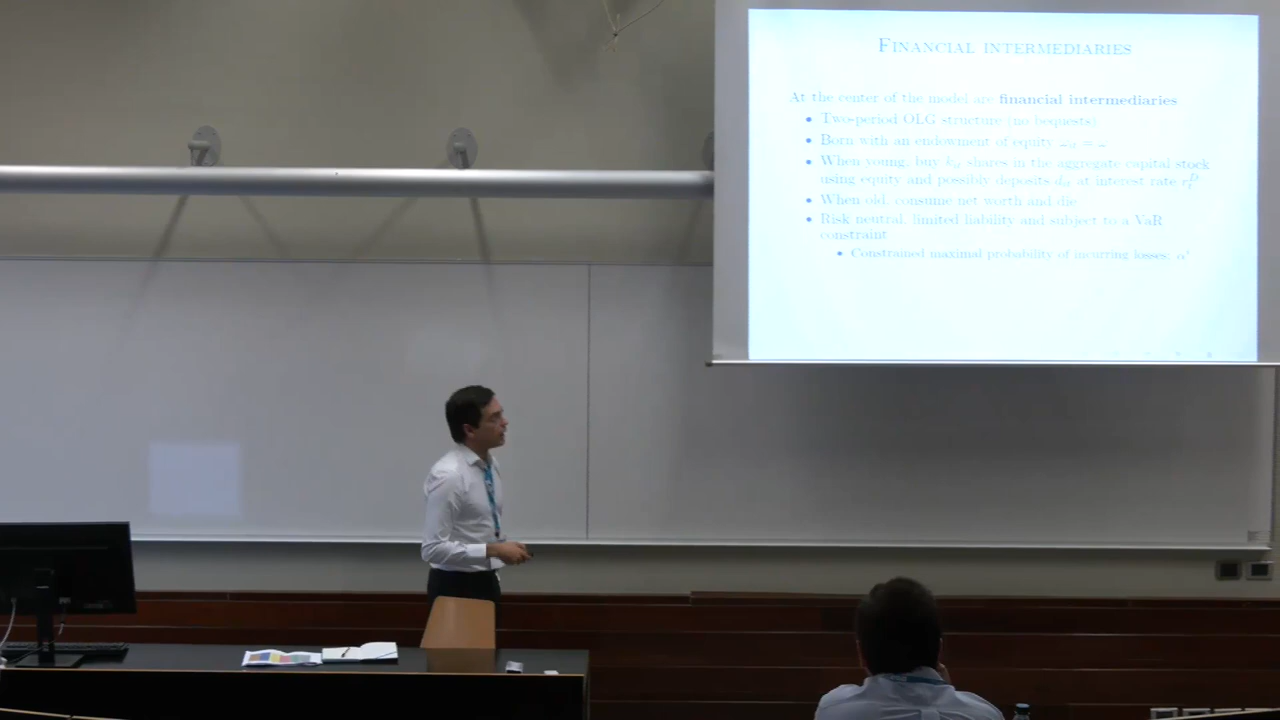 FINANCIAL INTERMEDIARIES
At the center of the model are financial intermediaries
• Two-period OLG structure (no bequests)
• Born with an endowment of equity
• When young, buy k_it shares in the aggregate capital stock
using equity and possibly deposits d_it at interest rate r_t^D
• When old, consume net worth and die
• Risk neutral, limited liability and subject to a VaR
constraint
• Constrained maximal probability of incurring losses: α^i